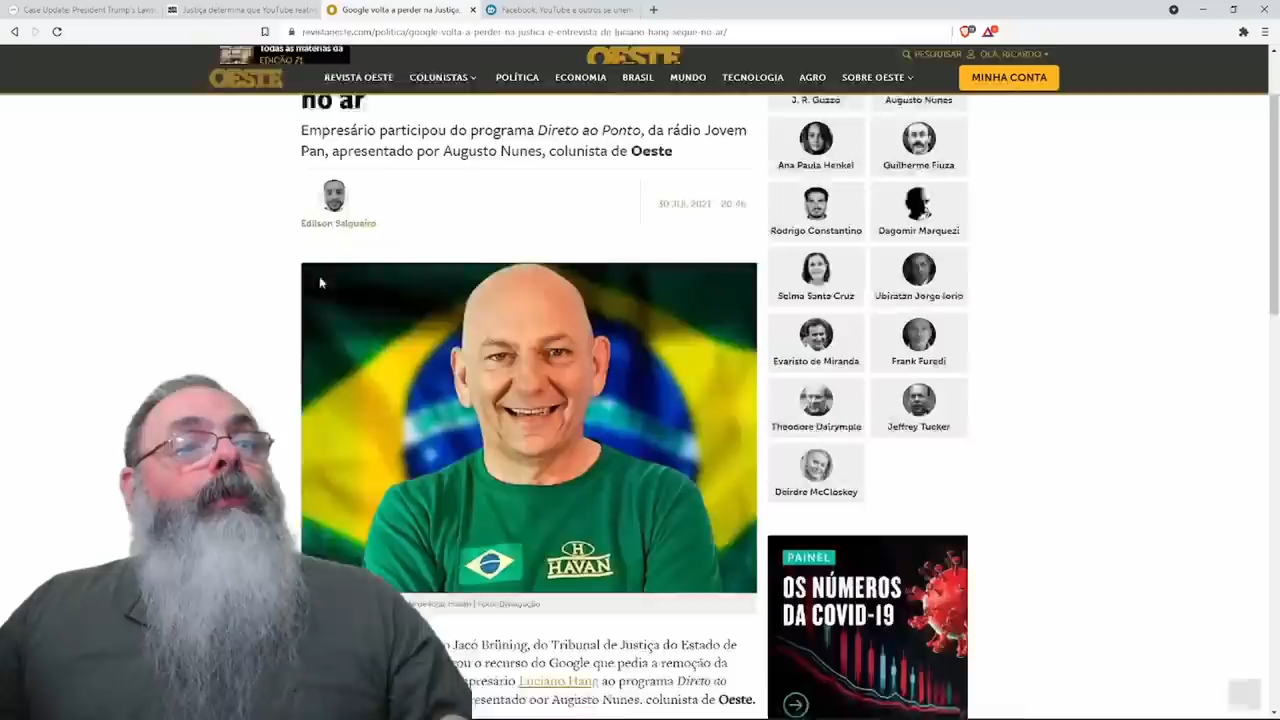 Case Update: President Trump's Laws
Justiça determina que YouTube reativ
Google volta a perder na Justiça,
Facebook, YouTube e outros se unem
revistaoeste.com/politica/google-volta-a-perder-na-justica-e-entrevista-de-luciano-hang-segue-no-ar/
Todas as matérias da
EDIÇÃO 71
OESTE
PESQUISAR
OLÁ, RICARDO
OESTE
REVISTA OESTE
COLUNISTAS
POLÍTICA
ECONOMIA
BRASIL
MUNDO
TECNOLOGIA
AGRO
SOBRE OESTE
MINHA CONTA
no ar
Empresário participou do programa Direto ao Ponto, da rádio Jovem
Pan, apresentado por Augusto Nunes, colunista de Oeste
Edilson Salgueiro
30 JUL 2021 - 20:46
J. R. Guzzo
Augusto Nunes
Ana Paula Henkel
Guilherme Fiuza
Rodrigo Constantino
Dagomir Marquezi
Selma Santa Cruz
Ubiratan Jorge Iorio
Evaristo de Miranda
Frank Furedi
Theodore Dalrymple
Jeffrey Tucker
Deirdre McCloskey
H
HAVAN
Foto: Divulgação
Jacó Brüning, do Tribunal de Justiça do Estado de
ou o recurso do Google que pedia a remoção da
presário Luciano Hang ao programa Direto ao
resentado por Augusto Nunes, colunista de Oeste.
PAINEL
OS NÚMEROS
DA COVID-19